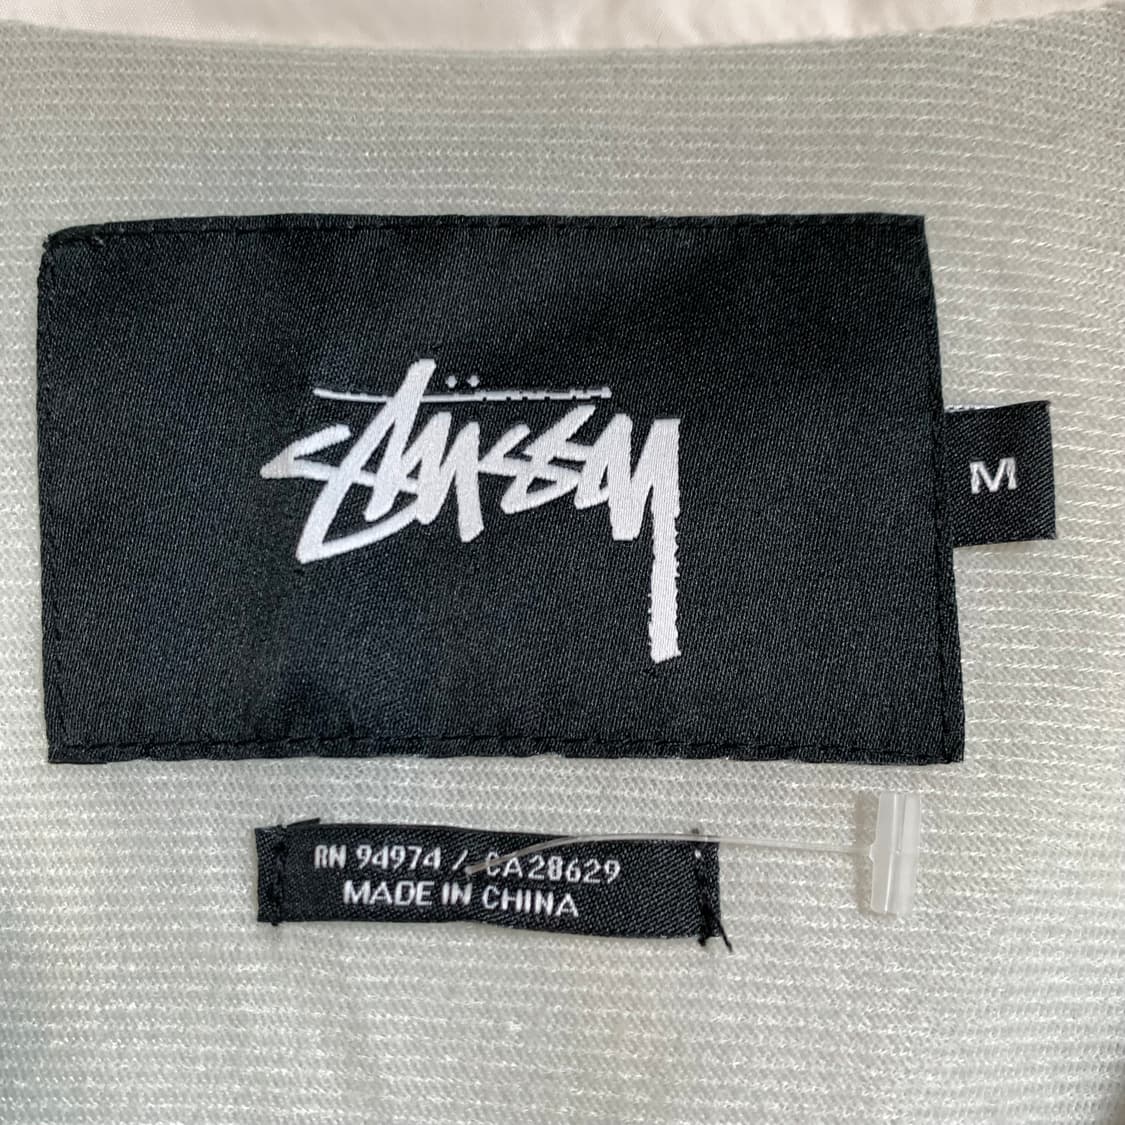 Stüssy
M
RN 94974 / CA28629
MADE IN CHINA